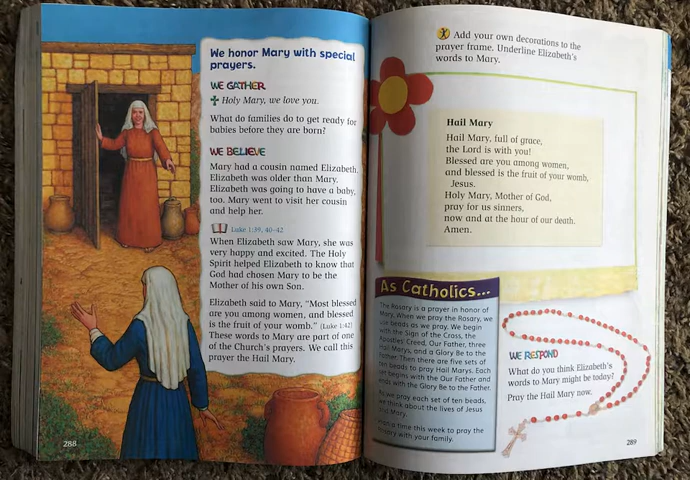 We honor Mary with special
prayers.
WE GATHER
Holy Mary, we love you.
What do families do to get ready for
babies before they are born?
WE BELIEVE
Mary had a cousin named Elizabeth.
Elizabeth was older than Mary.
Elizabeth was going to have a baby,
too. Mary went to visit her cousin
and help her.
Luke 1:39, 40–42
When Elizabeth saw Mary, she was
very happy and excited. The Holy
Spirit helped Elizabeth to know that
God had chosen Mary to be the
Mother of his own Son.
Elizabeth said to Mary, “Most blessed
are you among women, and blessed
is the fruit of your womb.” (Luke 1:42)
These words to Mary are part of one
of the Church's prayers. We call this
prayer the Hail Mary.
288
Add your own decorations to the
prayer frame. Underline Elizabeth's
words to Mary.
Hail Mary
Hail Mary, full of grace,
the Lord is with you!
Blessed are you among women,
and blessed is the fruit of your womb,
Jesus.
Holy Mary, Mother of God,
pray for us sinners,
now and at the hour of our death.
Amen.
As Catholics...
The Rosary is a prayer in honor of
Mary. When we pray the Rosary, we
use beads as we pray. We begin
with the Sign of the Cross, the
Apostles' Creed, Our Father, three
Hail Marys, and a Glory Be to the
Father. Then there are five sets of
ten beads to pray Hail Marys. Each
set begins with the Our Father and
ends with the Glory Be to the Father.
As we pray each set of ten beads,
we think about the lives of Jesus
and Mary.
a time this week to pray the
Rosary with your family.
WE RESPOND
What do you think Elizabeth's
words to Mary might be today?
Pray the Hail Mary now.
289